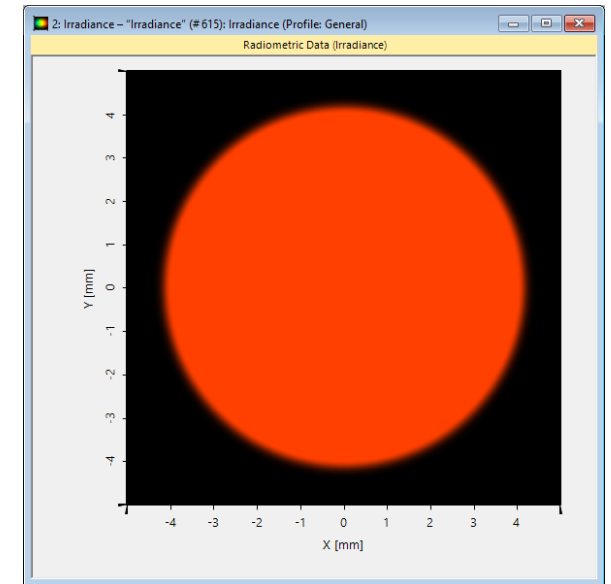 2: Irradiance – "Irradiance" (# 615): Irradiance (Profile: General)
Radiometric Data (Irradiance)
Y [mm]
4
3
2
1
0
-1
-2
-3
-4
-4 -3 -2 -1 0 1 2 3 4
X [mm]